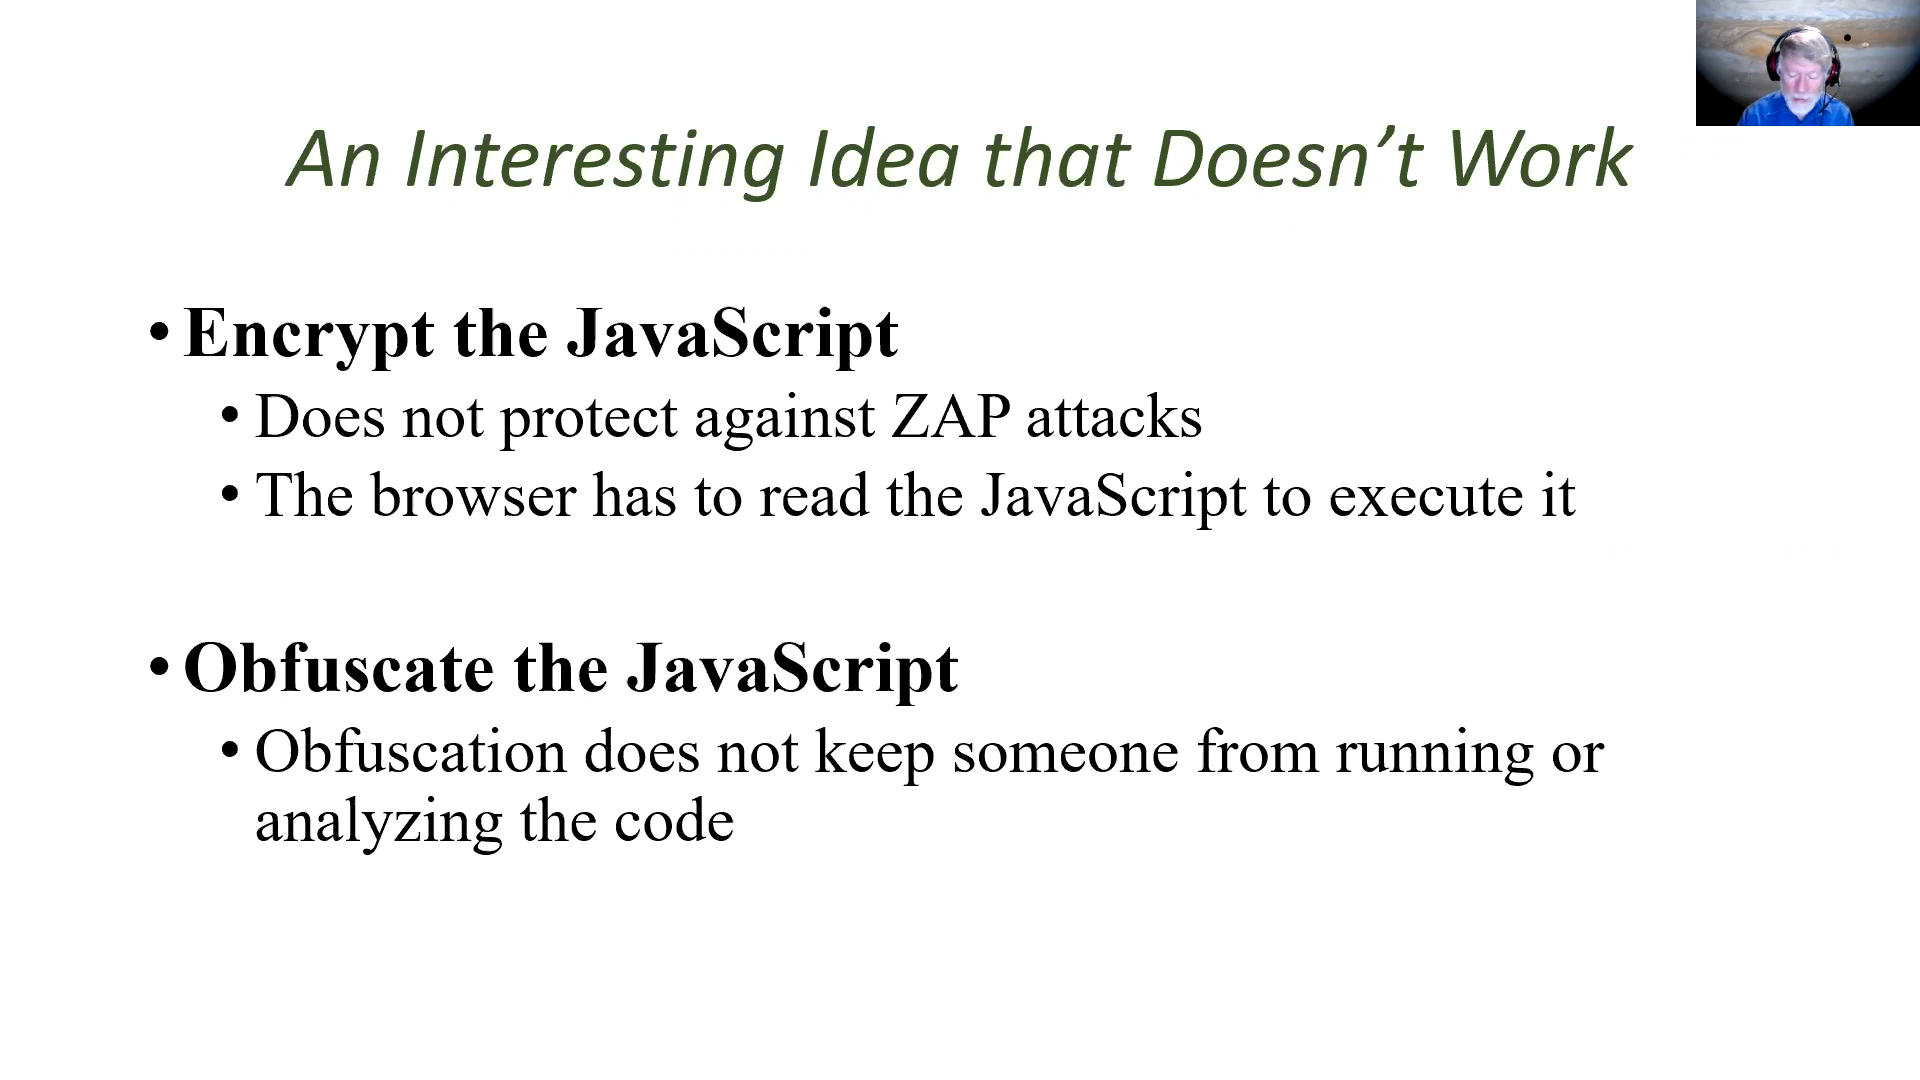 An Interesting Idea that Doesn’t Work
• Encrypt the JavaScript
• Does not protect against ZAP attacks
• The browser has to read the JavaScript to execute it
• Obfuscate the JavaScript
• Obfuscation does not keep someone from running or
analyzing the code